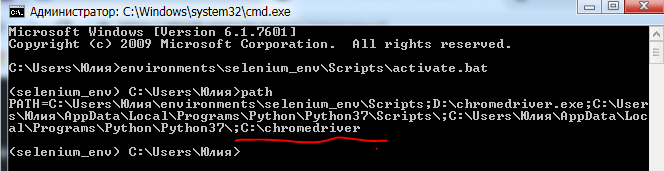 Администратор: C:\Windows\system32\cmd.exe
Microsoft Windows [Version 6.1.7601]
Copyright (c) 2009 Microsoft Corporation.  All rights reserved.
C:\Users\Юлия>environments\selenium_env\Scripts\activate.bat
(selenium_env) C:\Users\Юлия>path
PATH=C:\Users\Юлия\environments\selenium_env\Scripts;D:\chromedriver.exe;C:\User
s\Юлия\AppData\Local\Programs\Python\Python37\Scripts\;C:\Users\Юлия\AppData\Loc
al\Programs\Python\Python37\;C:\chromedriver
(selenium_env) C:\Users\Юлия>